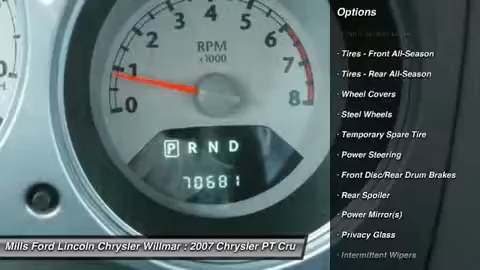 Options
· Tires - Front All-Season
· Tires - Rear All-Season
· Wheel Covers
· Steel Wheels
· Temporary Spare Tire
· Power Steering
· Front Disc/Rear Drum Brakes
· Rear Spoiler
· Power Mirror(s)
· Privacy Glass
· Intermittent Wipers
0
1
2
3
4
5
6
7
8
RPM
×1000
P R N D
70681
Mills Ford Lincoln Chrysler Willmar : 2007 Chrysler PT Cru